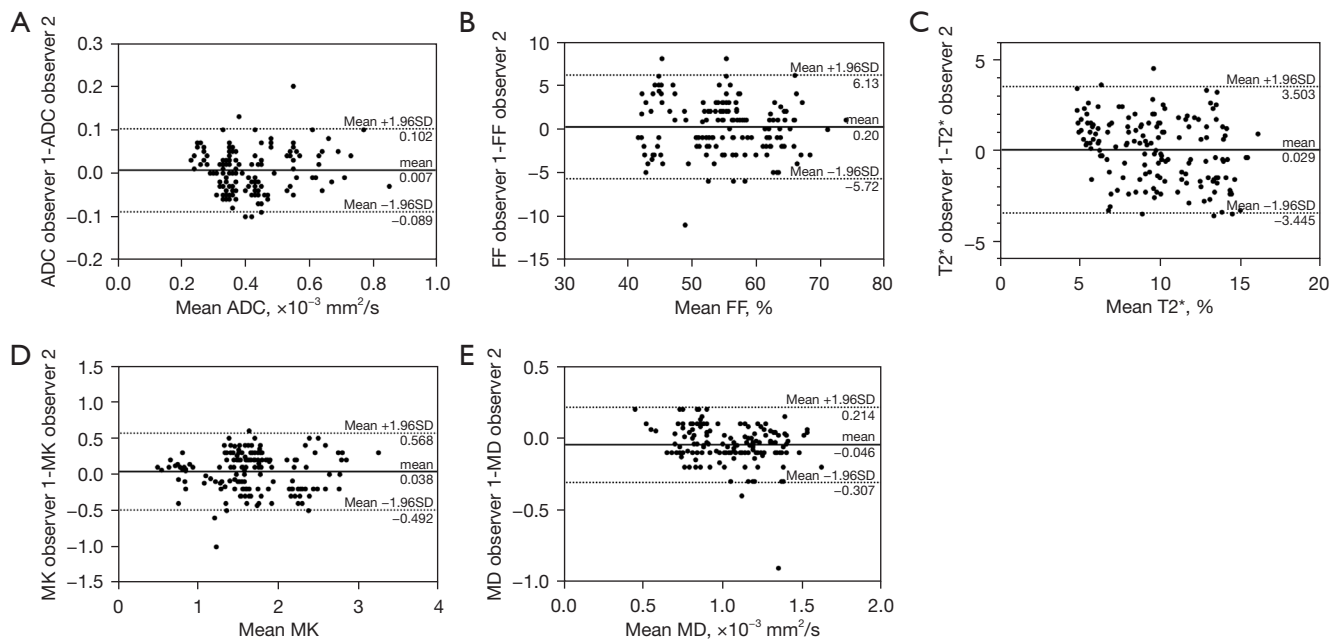 A
ADC observer 1-ADC observer 2
0.3
0.2
0.1
0.0
−0.1
−0.2
Mean +1.96SD
0.102
mean
0.007
Mean −1.96SD
−0.089
0.0 0.2 0.4 0.6 0.8 1.0
Mean ADC, ×10⁻³ mm²/s
B
FF observer 1-FF observer 2
10
5
0
−5
−10
−15
Mean +1.96SD
6.13
mean
0.20
Mean −1.96SD
−5.72
30 40 50 60 70 80
Mean FF, %
C
T2* observer 1-T2* observer 2
5
0
−5
Mean +1.96SD
3.503
mean
0.029
Mean −1.96SD
−3.445
0 5 10 15 20
Mean T2*, %
D
MK observer 1-MK observer 2
1.5
1.0
0.5
0.0
−0.5
−1.0
−1.5
Mean +1.96SD
0.568
mean
0.038
Mean −1.96SD
−0.492
0 1 2 3 4
Mean MK
E
MD observer 1-MD observer 2
0.5
0.0
−0.5
−1.0
Mean +1.96SD
0.214
mean
−0.046
Mean −1.96SD
−0.307
0.0 0.5 1.0 1.5 2.0
Mean MD, ×10⁻³ mm²/s